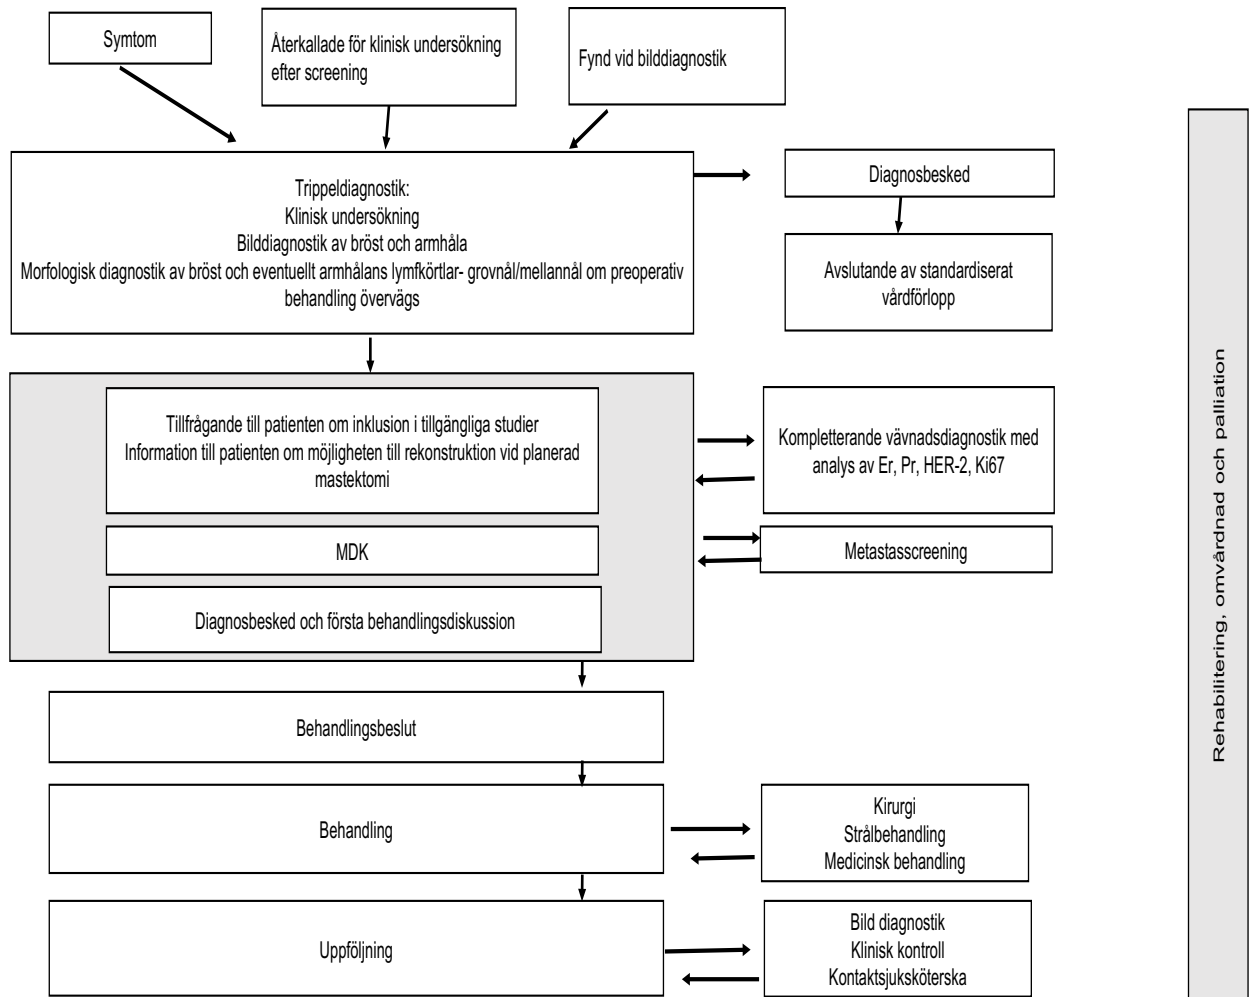 Symtom
Återkallade för klinisk undersökning
efter screening
Fynd vid bilddiagnostik
Trippeldiagnostik:
Klinisk undersökning
Bilddiagnostik av bröst och armhåla
Morfologisk diagnostik av bröst och eventuellt armhålans lymfkörtlar- grovnål/mellannål om preoperativ
behandling övervägs
Diagnosbesked
Avslutande av standardiserat
vårdförlopp
Tillfrågande till patienten om inklusion i tillgängliga studier
Information till patienten om möjligheten till rekonstruktion vid planerad
mastektomi
Kompletterande vävnadsdiagnostik med
analys av Er, Pr, HER-2, Ki67
MDK
Metastasscreening
Diagnosbesked och första behandlingsdiskussion
Behandlingsbeslut
Behandling
Kirurgi
Strålbehandling
Medicinsk behandling
Uppföljning
Bild diagnostik
Klinisk kontroll
Kontaktsjuksköterska
Rehabilitering, omvårdnad och palliation